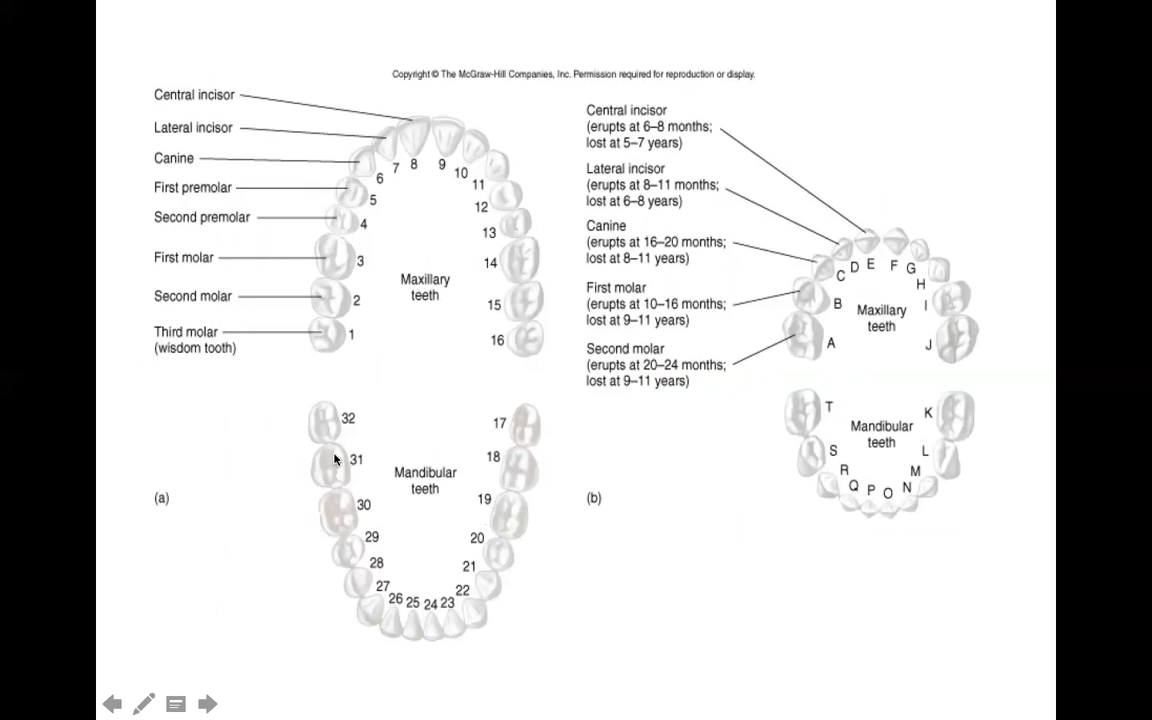 Copyright © The McGraw-Hill Companies, Inc. Permission required for reproduction or display.
Central incisor
Lateral incisor
Canine
First premolar
Second premolar
First molar
Second molar
Third molar
(wisdom tooth)
8
9
7
10
6
11
5
12
4
13
3
14
2
15
1
16
Maxillary
teeth
32
17
31
18
30
19
29
20
28
21
27
22
26
25
24
23
Mandibular
teeth
(a)
Central incisor
(erupts at 6–8 months;
lost at 5–7 years)
Lateral incisor
(erupts at 8–11 months;
lost at 6–8 years)
Canine
(erupts at 16–20 months;
lost at 8–11 years)
First molar
(erupts at 10–16 months;
lost at 9–11 years)
Second molar
(erupts at 20–24 months;
lost at 9–11 years)
E
F
D
G
C
H
B
I
A
J
Maxillary
teeth
T
K
S
L
R
M
Q
P
O
N
Mandibular
teeth
(b)